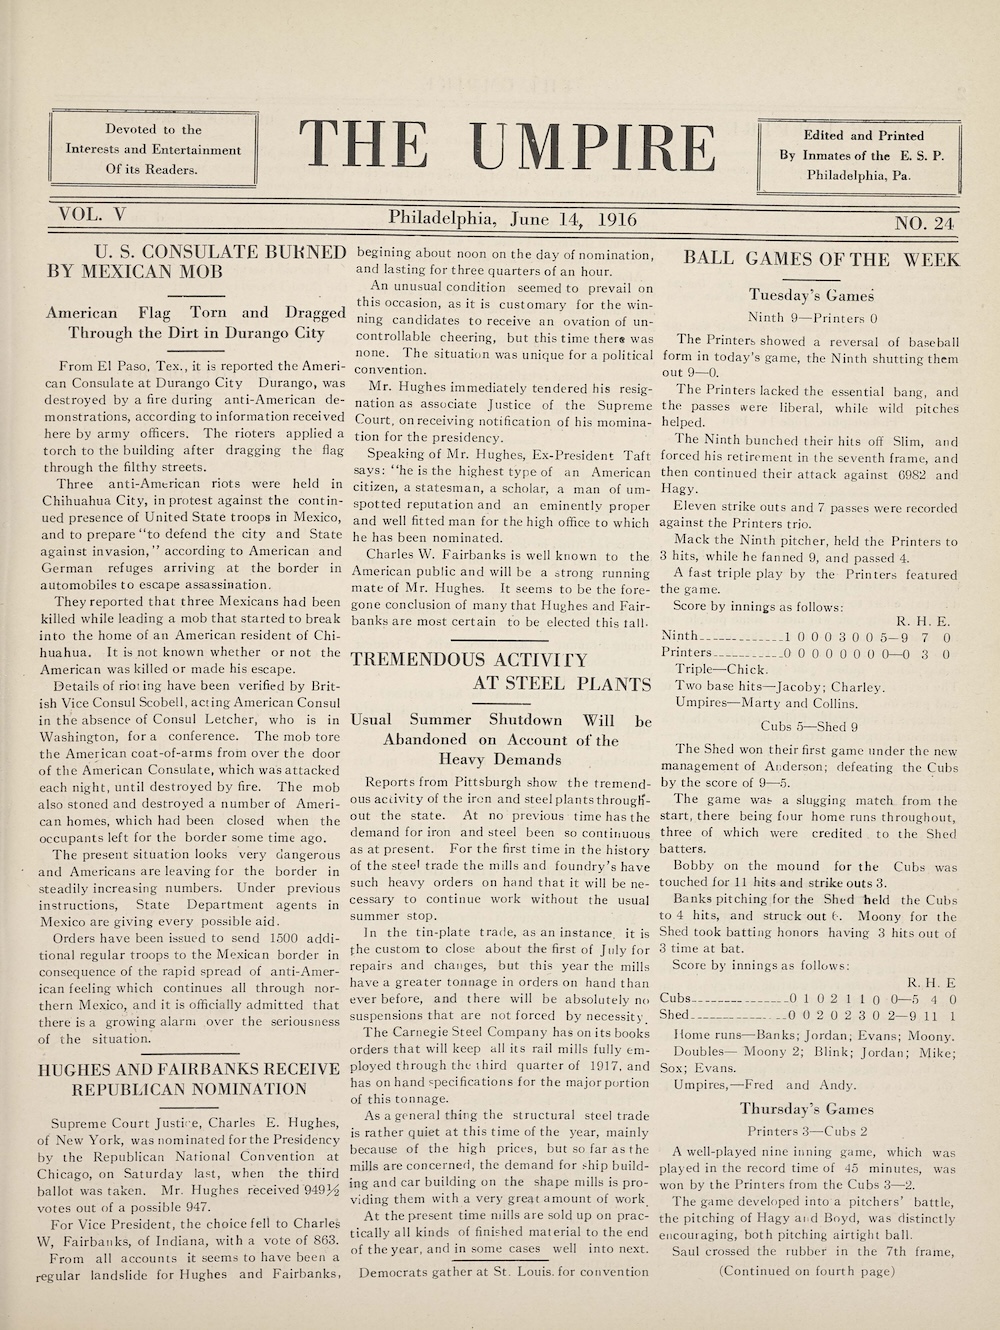 Devoted to the
Interests and Entertainment
Of its Readers.
THE UMPIRE
Edited and Printed
By Inmates of the E. S. P.
Philadelphia, Pa.
VOL. V
Philadelphia, June 14, 1916
NO. 24
U. S. CONSULATE BURNED
BY MEXICAN MOB
American Flag Torn and Dragged
Through the Dirt in Durango City
From El Paso, Tex., it is reported the Ameri-
can Consulate at Durango City Durango, was
destroyed by a fire during anti-American de-
monstrations, according to information received
here by army officers. The rioters applied a
torch to the building after dragging the flag
through the filthy streets.
Three anti-American riots were held in
Chihuahua City, in protest against the contin-
ued presence of United State troops in Mexico,
and to prepare "to defend the city and State
against invasion," according to American and
German refuges arriving at the border in
automobiles to escape assassination.
They reported that three Mexicans had been
killed while leading a mob that started to break
into the home of an American resident of Chi-
huahua. It is not known whether or not the
American was killed or made his escape.
Details of rioting have been verified by Brit-
ish Vice Consul Scobell, acting American Consul
in the absence of Consul Letcher, who is in
Washington, for a conference. The mob tore
the American coat-of-arms from over the door
of the American Consulate, which was attacked
each night, until destroyed by fire. The mob
also stoned and destroyed a number of Ameri-
can homes, which had been closed when the
occupants left for the border some time ago.
The present situation looks very dangerous
and Americans are leaving for the border in
steadily increasing numbers. Under previous
instructions, State Department agents in
Mexico are giving every possible aid.
Orders have been issued to send 1500 addi-
tional regular troops to the Mexican border in
consequence of the rapid spread of anti-Amer-
ican feeling which continues all through nor-
thern Mexico, and it is officially admitted that
there is a growing alarm over the seriousness
of the situation.
HUGHES AND FAIRBANKS RECEIVE
REPUBLICAN NOMINATION
Supreme Court Justice, Charles E. Hughes,
of New York, was nominated for the Presidency
by the Republican National Convention at
Chicago, on Saturday last, when the third
ballot was taken. Mr. Hughes received 949½
votes out of a possible 947.
For Vice President, the choice fell to Charles
W, Fairbanks, of Indiana, with a vote of 863.
From all accounts it seems to have been a
regular landslide for Hughes and Fairbanks,
begining about noon on the day of nomination,
and lasting for three quarters of an hour.
An unusual condition seemed to prevail on
this occasion, as it is customary for the win-
ning candidates to receive an ovation of un-
controllable cheering, but this time there was
none. The situation was unique for a political
convention.
Mr. Hughes immediately tendered his resig-
nation as associate Justice of the Supreme
Court, on receiving notification of his momina-
tion for the presidency.
Speaking of Mr. Hughes, Ex-President Taft
says: "he is the highest type of an American
citizen, a statesman, a scholar, a man of um-
spotted reputation and an eminently proper
and well fitted man for the high office to which
he has been nominated.
Charles W. Fairbanks is well known to the
American public and will be a strong running
mate of Mr. Hughes. It seems to be the fore-
gone conclusion of many that Hughes and Fair-
banks are most certain to be elected this fall.
TREMENDOUS ACTIVITY
AT STEEL PLANTS
Usual Summer Shutdown Will be
Abandoned on Account of the
Heavy Demands
Reports from Pittsburgh show the tremend-
ous activity of the iron and steel plants through-
out the state. At no previous time has the
demand for iron and steel been so continuous
as at present. For the first time in the history
of the steel trade the mills and foundry's have
such heavy orders on hand that it will be ne-
cessary to continue work without the usual
summer stop.
In the tin-plate trade, as an instance, it is
the custom to close about the first of July for
repairs and changes, but this year the mills
have a greater tonnage in orders on hand than
ever before, and there will be absolutely no
suspensions that are not forced by necessity.
The Carnegie Steel Company has on its books
orders that will keep all its rail mills fully em-
ployed through the third quarter of 1917, and
has on hand specifications for the major portion
of this tonnage.
As a general thing the structural steel trade
is rather quiet at this time of the year, mainly
because of the high prices, but so far as the
mills are concerned, the demand for ship build-
ing and car building on the shape mills is pro-
viding them with a very great amount of work.
At the present time mills are sold up on prac-
tically all kinds of finished material to the end
of the year, and in some cases well into next.
Democrats gather at St. Louis. for convention
BALL GAMES OF THE WEEK
Tuesday's Games
Ninth 9—Printers 0
The Printers showed a reversal of baseball
form in today's game, the Ninth shutting them
out 9—0.
The Printers lacked the essential bang, and
the passes were liberal, while wild pitches
helped.
The Ninth bunched their hits off Slim, and
forced his retirement in the seventh frame, and
then continued their attack against 6982 and
Hagy.
Eleven strike outs and 7 passes were recorded
against the Printers trio.
Mack the Ninth pitcher, held the Printers to
3 hits, while he fanned 9, and passed 4.
A fast triple play by the Printers featured
the game.
Score by innings as follows:
R. H. E.
Ninth_____________1 0 0 0 3 0 0 5—9 7 0
Printers___________0 0 0 0 0 0 0 0—0 3 0
Triple—Chick.
Two base hits—Jacoby; Charley.
Umpires—Marty and Collins.
Cubs 5—Shed 9
The Shed won their first game under the new
management of Anderson; defeating the Cubs
by the score of 9—5.
The game was a slugging match from the
start, there being four home runs throughout,
three of which were credited to the Shed
batters.
Bobby on the mound for the Cubs was
touched for 11 hits and strike outs 3.
Banks pitching for the Shed held the Cubs
to 4 hits, and struck out 6. Moony for the
Shed took batting honors having 3 hits out of
3 time at bat.
Score by innings as follows:
R. H. E
Cubs_______________0 1 0 2 1 1 0 0—5 4 0
Shed_______________0 0 2 0 2 3 0 2—9 11 1
Home runs—Banks; Jordan; Evans; Moony.
Doubles— Moony 2; Blink; Jordan; Mike;
Sox; Evans.
Umpires,—Fred and Andy.
Thursday's Games
Printers 3—Cubs 2
A well-played nine inning game, which was
played in the record time of 45 minutes, was
won by the Printers from the Cubs 3—2.
The game developed into a pitchers' battle,
the pitching of Hagy and Boyd, was distinctly
encouraging, both pitching airtight ball.
Saul crossed the rubber in the 7th frame,
(Continued on fourth page)